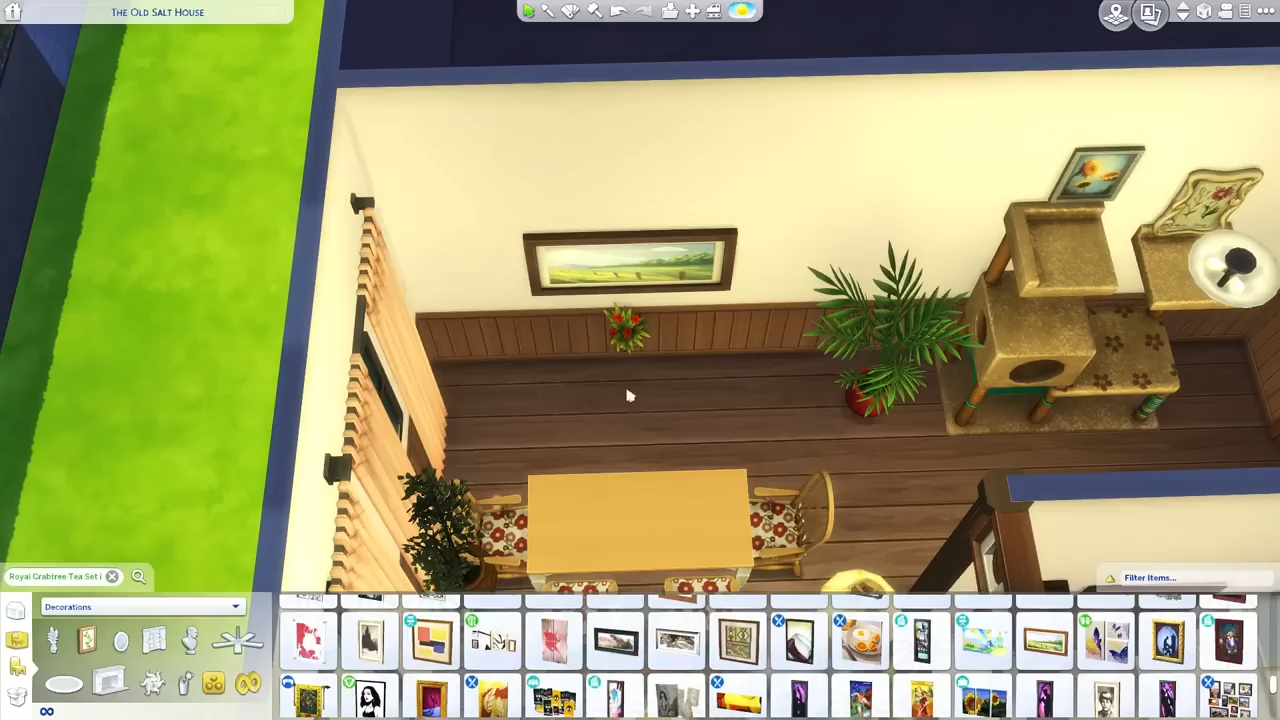 The Old Salt House
Royal Crabtree Tea Set i
Filter Items...
Decorations